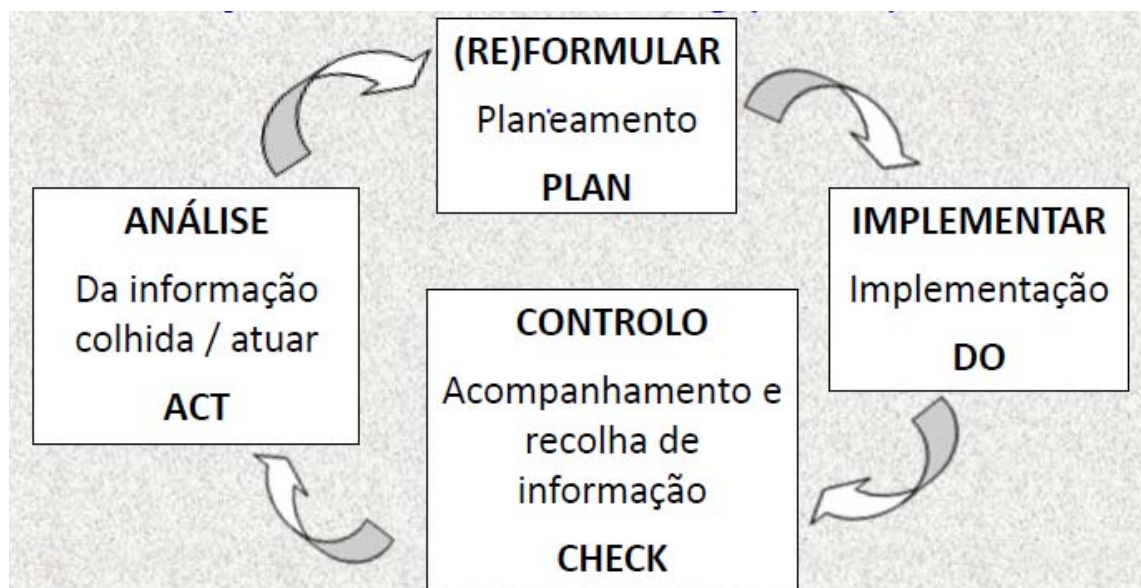 (RE)FORMULAR
Planeamento
PLAN
IMPLEMENTAR
Implementação
DO
CONTROLO
Acompanhamento e
recolha de
informação
CHECK
ANÁLISE
Da informação
colhida / atuar
ACT